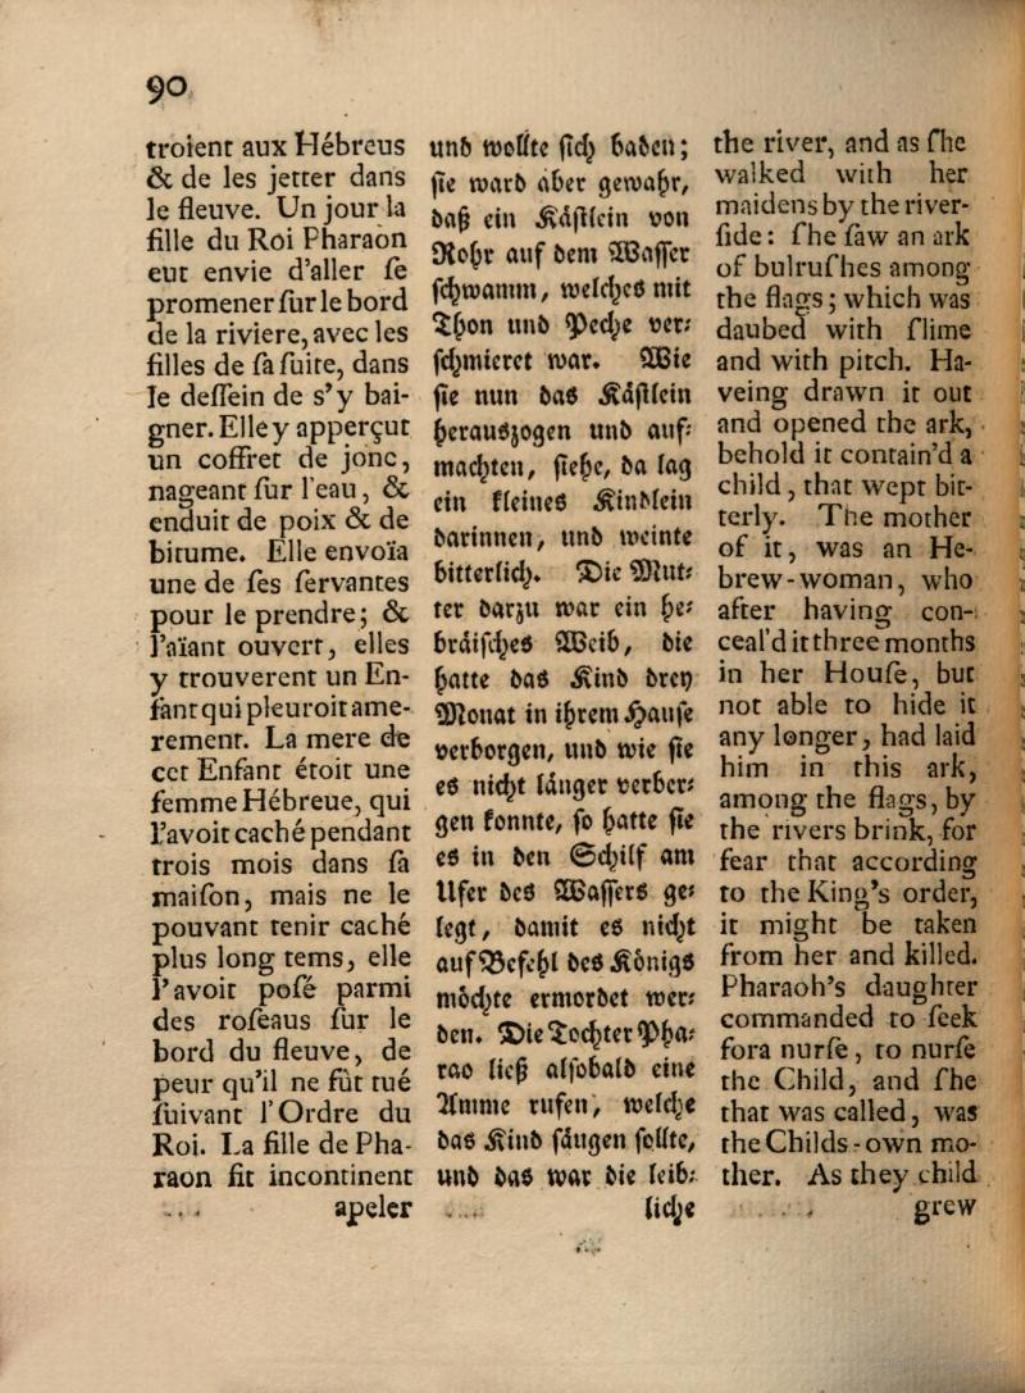 90
troient aux Hébreus
& de les jetter dans
le fleuve. Un jour la
fille du Roi Pharaon
eut envie d'aller ſe
promener ſur le bord
de la riviere, avec les
filles de ſa ſuite, dans
le deſſein de s'y bai-
gner. Elle y apperçut
un coffret de jonc,
nageant ſur l'eau, &
enduit de poix & de
bitume. Elle envoïa
une de ſes ſervantes
pour le prendre; &
l'aïant ouvert, elles
y trouverent un En-
fant qui pleuroit ame-
rement. La mere de
cet Enfant étoit une
femme Hébreue, qui
l'avoit caché pendant
trois mois dans ſa
maiſon, mais ne le
pouvant tenir caché
plus long tems, elle
l'avoit poſé parmi
des roſeaus ſur le
bord du fleuve, de
peur qu'il ne fût tué
ſuivant l'Ordre du
Roi. La fille de Pha-
raon fit incontinent
apeler
und wollte ſich baden;
ſie ward aber gewahr,
daß ein Käſtlein von
Rohr auf dem Waſſer
ſchwamm, welches mit
Thon und Peche ver-
ſchmieret war. Wie
ſie nun das Käſtlein
herauszogen und auf-
machten, ſiehe, da lag
ein kleines Kindlein
darinnen, und weinte
bitterlich. Die Mut-
ter darzu war ein he-
bräiſches Weib, die
hatte das Kind drey
Monat in ihrem Hauſe
verborgen, und wie ſie
es nicht länger verber-
gen konnte, ſo hatte ſie
es in den Schilf am
Ufer des Waſſers ge-
legt, damit es nicht
auf Befehl des Königs
möchte ermordet wer-
den. Die Tochter Pha-
rao ließ alſobald eine
Amme rufen, welche
das Kind ſäugen ſollte,
und das war die leib-
liche
the river, and as ſhe
walked with her
maidens by the river-
ſide: ſhe ſaw an ark
of bulruſhes among
the flags; which was
daubed with ſlime
and with pitch. Ha-
veing drawn it out
and opened the ark,
behold it contain'd a
child, that wept bit-
terly. The mother
of it, was an He-
brew-woman, who
after having con-
ceal'd it three months
in her Houſe, but
not able to hide it
any longer, had laid
him in this ark,
among the flags, by
the rivers brink, for
fear that according
to the King's order,
it might be taken
from her and killed.
Pharaoh's daughter
commanded to ſeek
fora nurſe, to nurſe
the Child, and ſhe
that was called, was
the Childs-own mo-
ther. As they child
grew